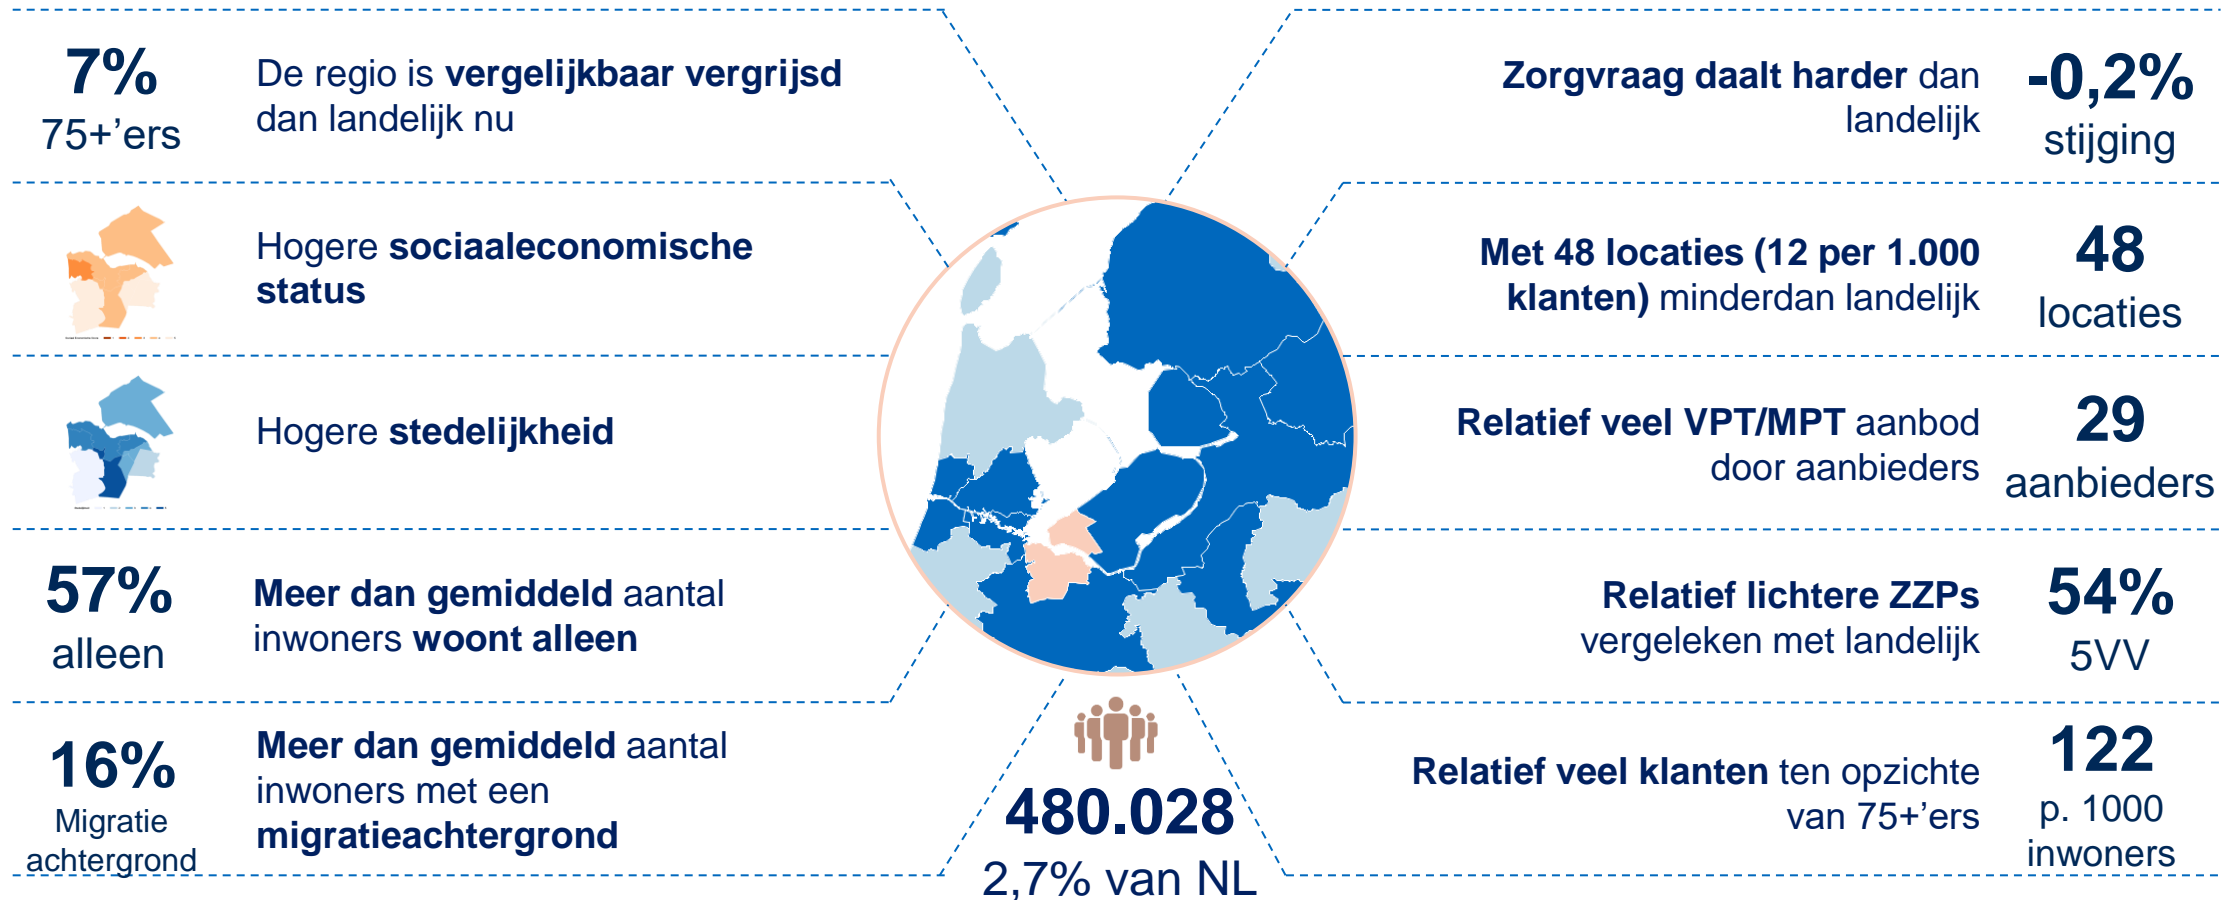 7%
75+'ers
De regio is vergelijkbaar vergrijsd
dan landelijk nu
Hogere sociaaleconomische
status
Hogere stedelijkheid
57%
alleen
Meer dan gemiddeld aantal
inwoners woont alleen
16%
Migratie
achtergrond
Meer dan gemiddeld aantal
inwoners met een
migratieachtergrond
480.028
2,7% van NL
Zorgvraag daalt harder dan
landelijk
-0,2%
stijging
Met 48 locaties (12 per 1.000
klanten) minderdan landelijk
48
locaties
Relatief veel VPT/MPT aanbod
door aanbieders
29
aanbieders
Relatief lichtere ZZPs
vergeleken met landelijk
54%
5VV
Relatief veel klanten ten opzichte
van 75+'ers
122
p. 1000
inwoners